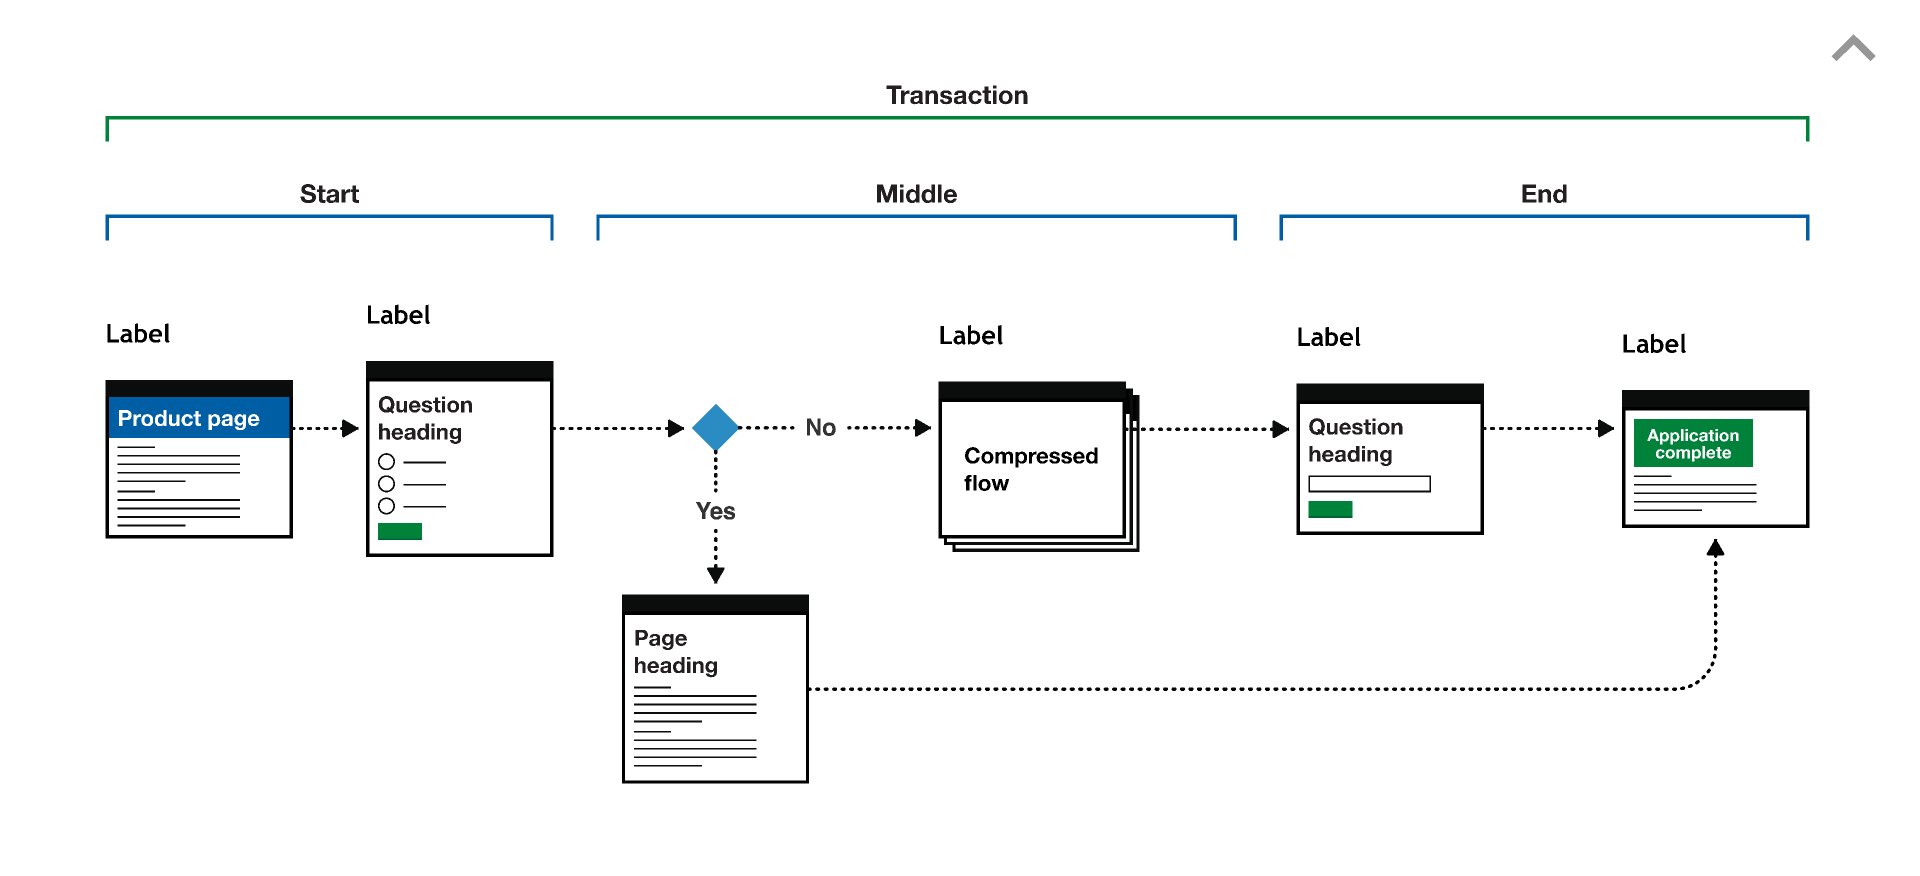 Transaction
Start
Middle
End
Label
Label
Label
Label
Label
Product page
Question
heading
No
Yes
Compressed
flow
Question
heading
Application
complete
Page
heading